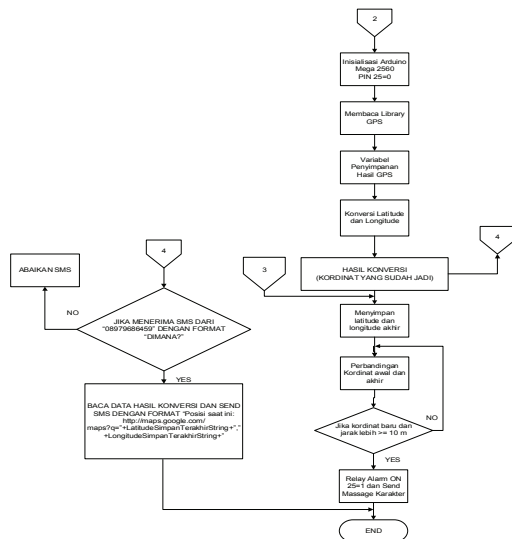 2
Inisialisasi Arduino
Mega 2560
PIN 25=0
Membaca Library
GPS
Variabel
Penyimpanan
Hasil GPS
Konversi Latitude
dan Longitude
HASIL KONVERSI
(KORDINAT YANG SUDAH JADI)
4
3
Menyimpan
latitude dan
longitude akhir
Perbandingan
Kordinat awal dan
akhir
Jika kordinat baru dan
jarak lebih >= 10 m
NO
YES
Relay Alarm ON
25=1 dan Send
Massage Karakter
END
4
ABAIKAN SMS
NO
JIKA MENERIMA SMS DARI
“08979686459” DENGAN FORMAT
“DIMANA?”
YES
BACA DATA HASIL KONVERSI DAN SEND
SMS DENGAN FORMAT “Posisi saat ini:
http://maps.google.com/
maps?q=”+LatitudeSimpanTerakhirString+”,”
+LongitudeSimpanTerakhirString+”